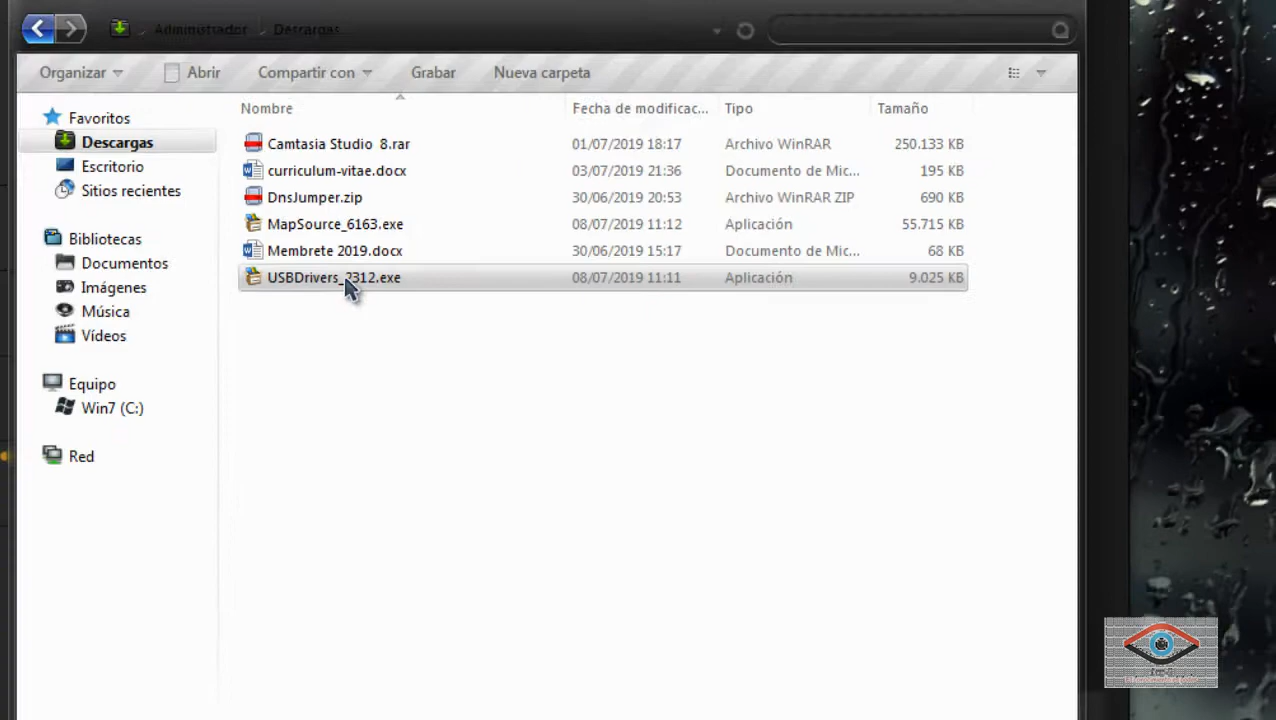 Administrador Descargas
Organizar Abrir Compartir con Grabar Nueva carpeta
Nombre Fecha de modificac... Tipo Tamaño
Favoritos
Descargas
Escritorio
Sitios recientes
Bibliotecas
Documentos
Imágenes
Música
Vídeos
Equipo
Win7 (C:)
Red
Camtasia Studio 8.rar 01/07/2019 18:17 Archivo WinRAR 250.133 KB
curriculum-vitae.docx 03/07/2019 21:36 Documento de Mic... 195 KB
DnsJumper.zip 30/06/2019 20:53 Archivo WinRAR ZIP 690 KB
MapSource_6163.exe 08/07/2019 11:12 Aplicación 55.715 KB
Membrete 2019.docx 30/06/2019 15:17 Documento de Mic... 68 KB
USBDrivers_2312.exe 08/07/2019 11:11 Aplicación 9.025 KB